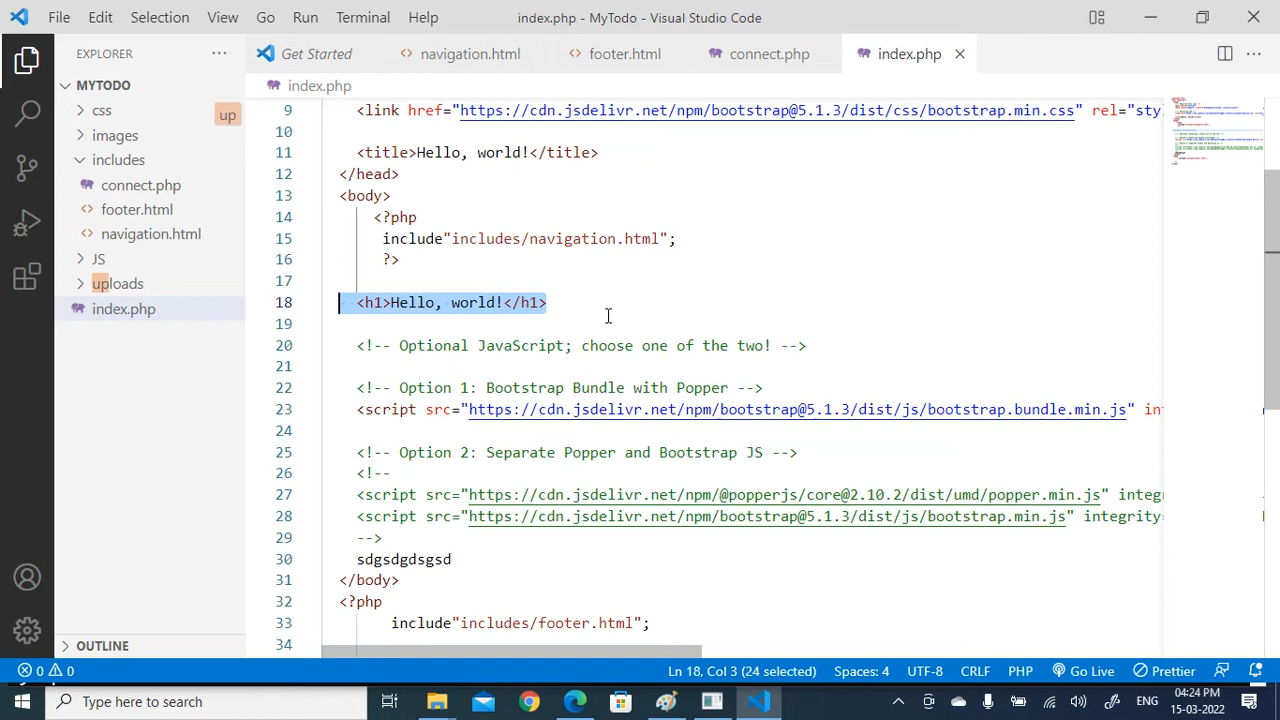 File Edit Selection View Go Run Terminal Help index.php - MyTodo - Visual Studio Code
EXPLORER Get Started navigation.html footer.html connect.php index.php
MYTODO index.php
css
up
images
includes
connect.php
footer.html
navigation.html
JS
uploads
index.php
OUTLINE
9 <link href="https://cdn.jsdelivr.net/npm/bootstrap@5.1.3/dist/css/bootstrap.min.css" rel="sty
10
11 <title>Hello, world!</title>
12 </head>
13 <body>
14 <?php
15 include"includes/navigation.html";
16 ?>
17
18 <h1>Hello, world!</h1>
19
20 <!-- Optional JavaScript; choose one of the two! -->
21
22 <!-- Option 1: Bootstrap Bundle with Popper -->
23 <script src="https://cdn.jsdelivr.net/npm/bootstrap@5.1.3/dist/js/bootstrap.bundle.min.js" int
24
25 <!-- Option 2: Separate Popper and Bootstrap JS -->
26 <!--
27 <script src="https://cdn.jsdelivr.net/npm/@popperjs/core@2.10.2/dist/umd/popper.min.js" integ
28 <script src="https://cdn.jsdelivr.net/npm/bootstrap@5.1.3/dist/js/bootstrap.min.js" integrity=
29 -->
30 sdgsdgdsgsd
31 </body>
32 <?php
33 include"includes/footer.html";
34
0 0 Ln 18, Col 3 (24 selected) Spaces: 4 UTF-8 CRLF PHP Go Live Prettier
Type here to search ENG 04:24 PM
15-03-2022